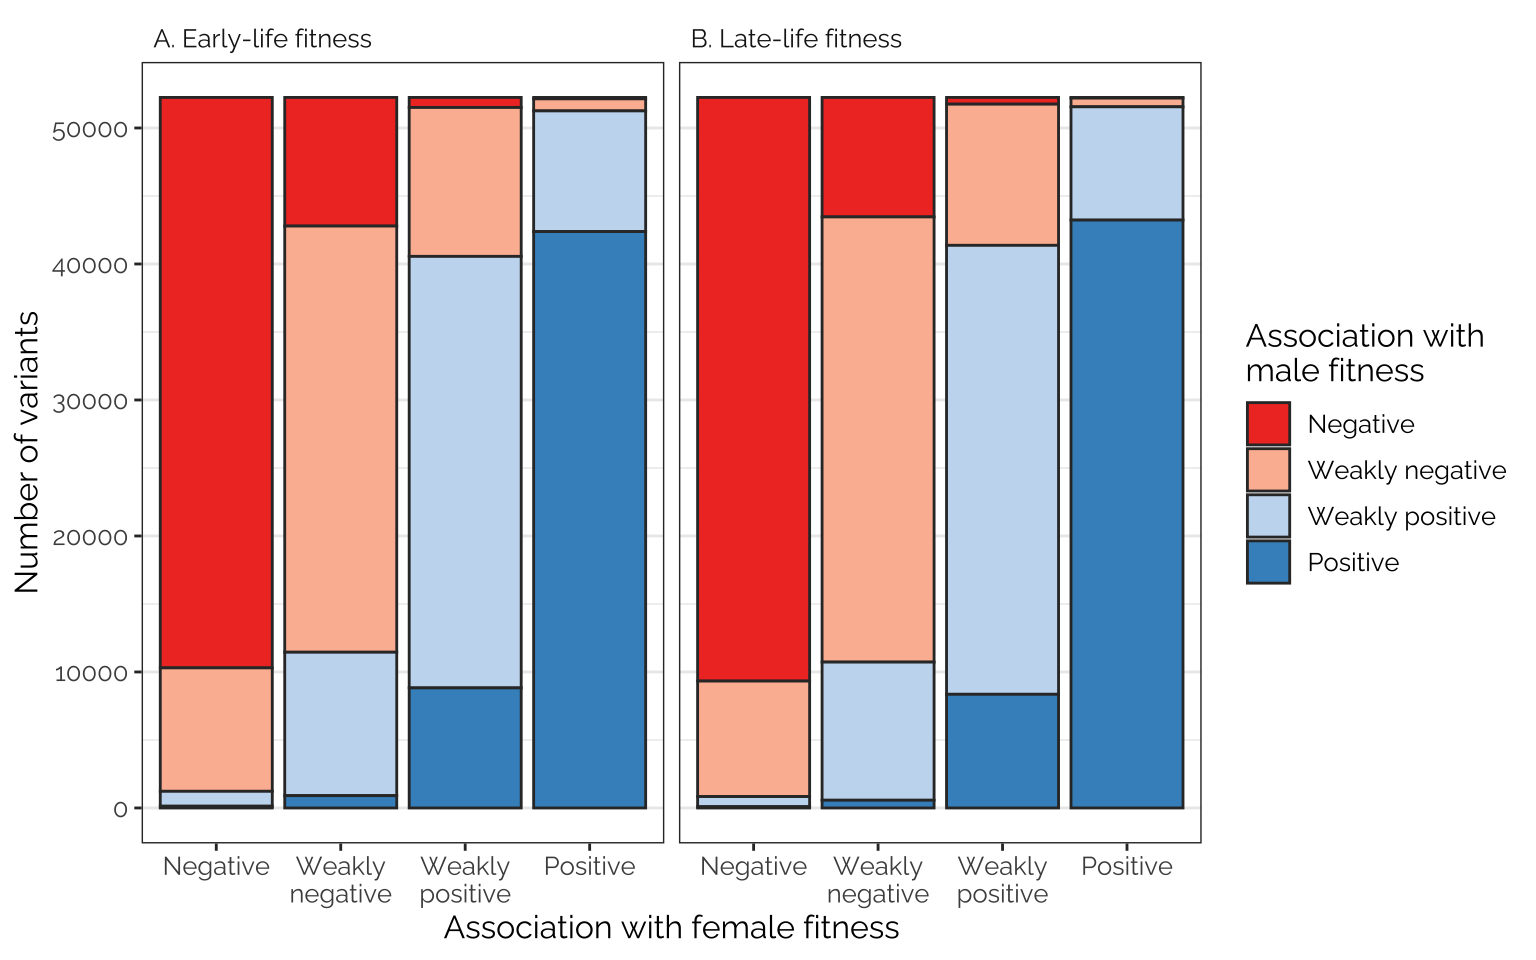 A. Early-life fitness
B. Late-life fitness
Number of variants
50000
40000
30000
20000
10000
0
Negative
Weakly
negative
Weakly
positive
Positive
Negative
Weakly
negative
Weakly
positive
Positive
Association with female fitness
Association with
male fitness
Negative
Weakly negative
Weakly positive
Positive